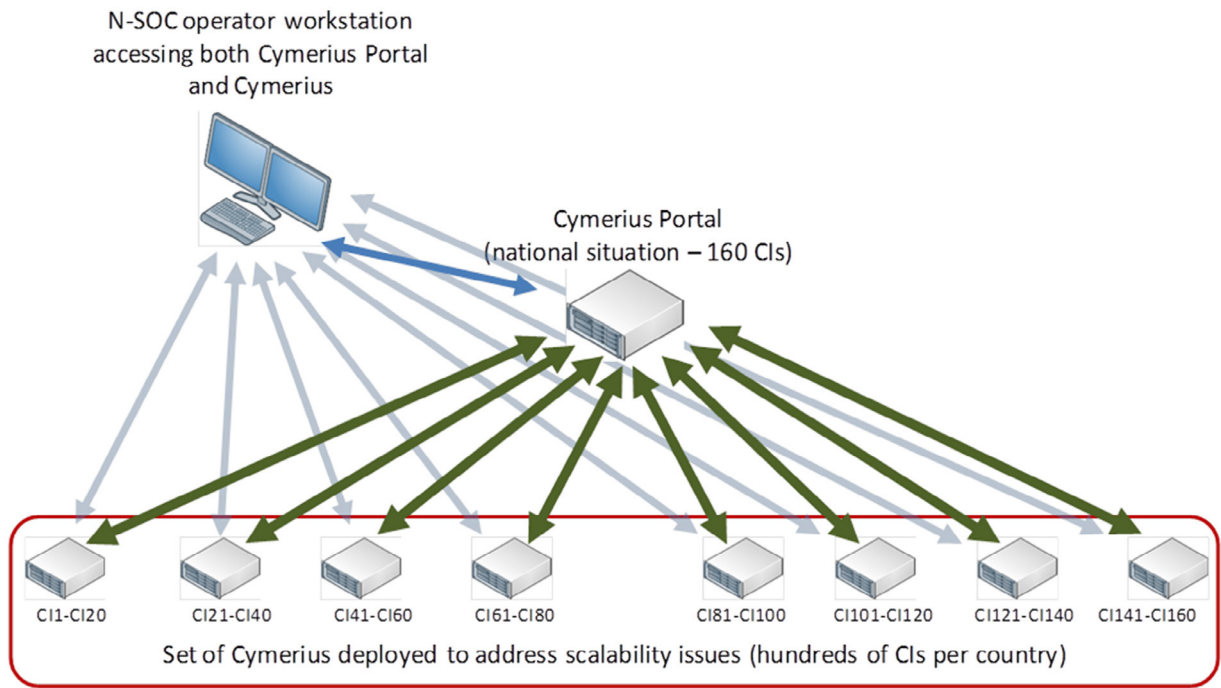 N-SOC operator workstation
accessing both Cymerius Portal
and Cymerius
Cymerius Portal
(national situation – 160 CIs)
CI1-CI20
CI21-CI40
CI41-CI60
CI61-CI80
CI81-CI100
CI101-CI120
CI121-CI140
CI141-CI160
Set of Cymerius deployed to address scalability issues (hundreds of CIs per country)